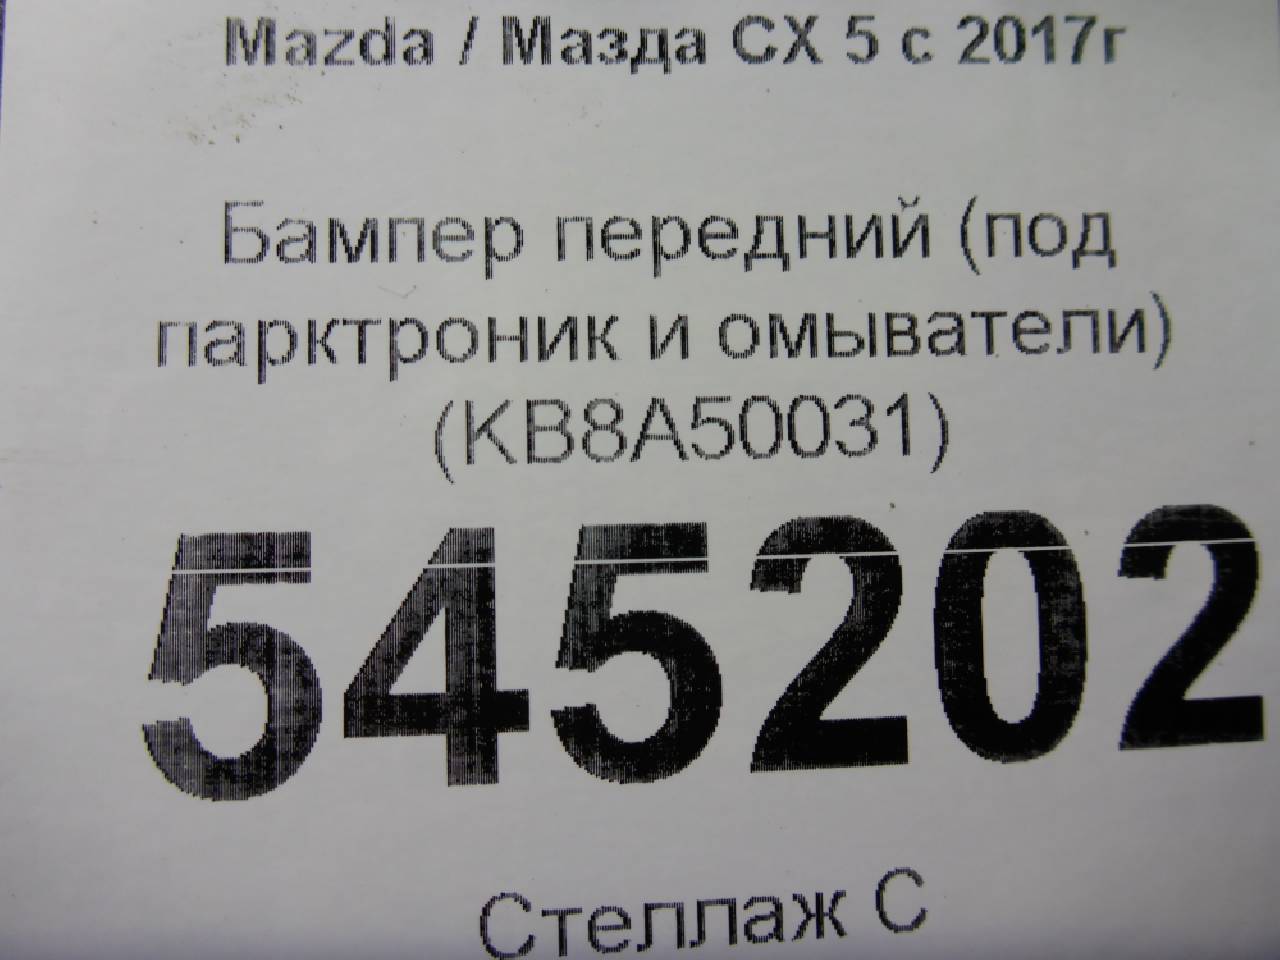 Mazda / Мазда CX 5 с 2017г
Бампер передний (под
парктроник и омыватели)
(KB8A50031)
545202
Стеллаж С